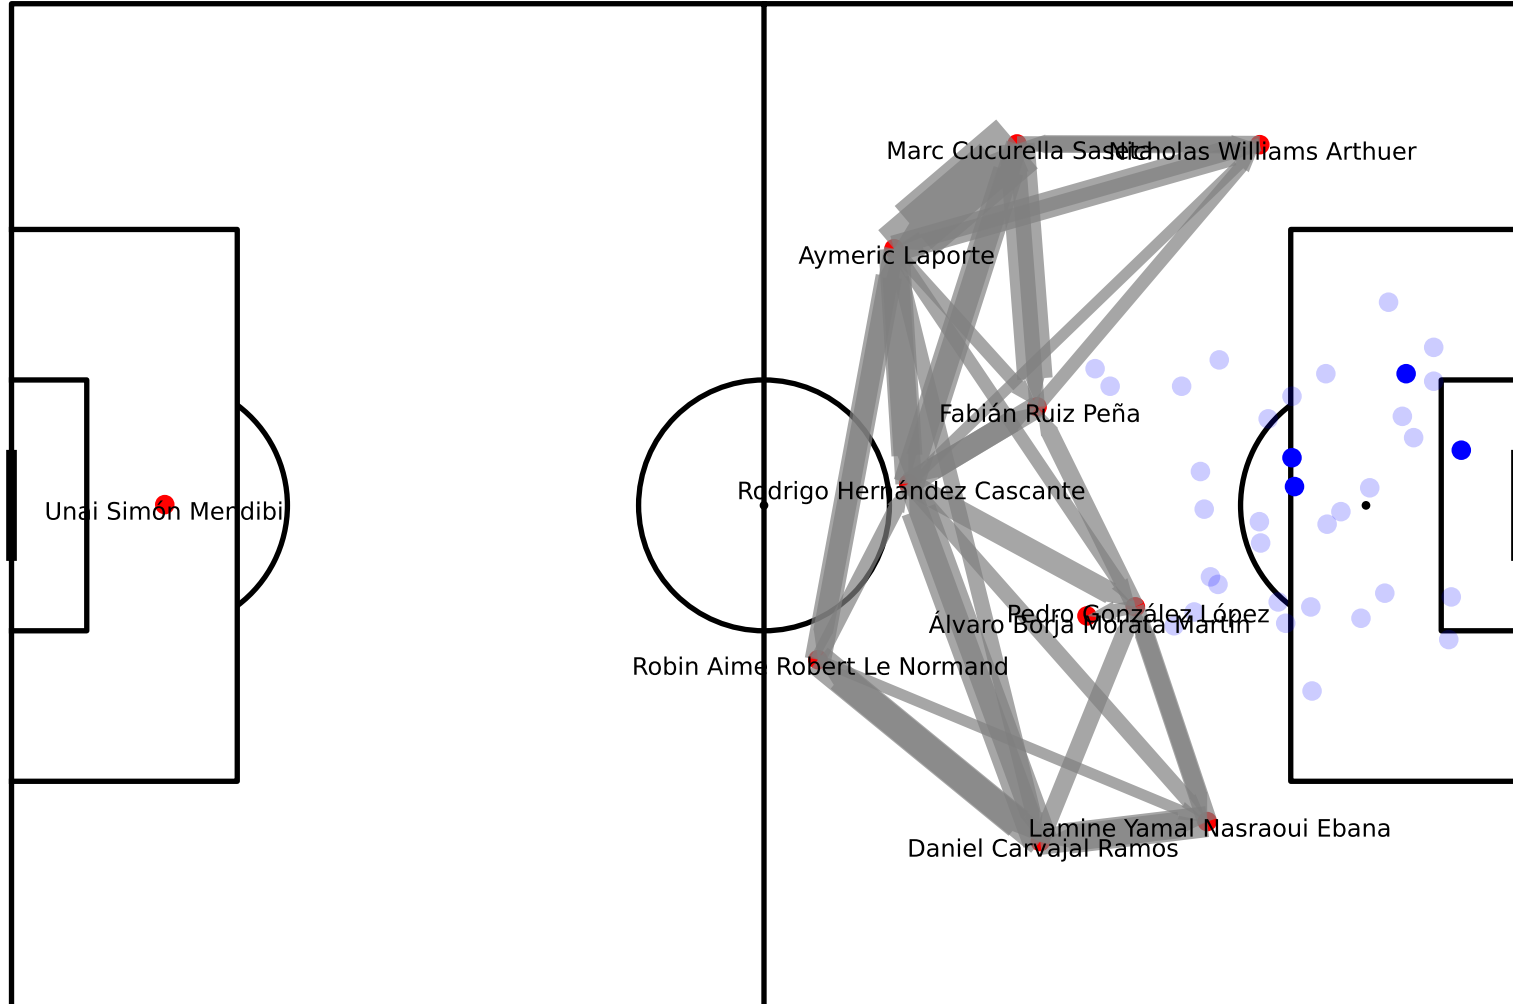 Marc Cucurella Saseta
Nicholas Williams Arthuer
Aymeric Laporte
Fabián Ruiz Peña
Rodrigo Hernández Cascante
Unai Simón Mendibil
Pedro González López
Álvaro Borja Morata Martín
Robin Aime Robert Le Normand
Lamine Yamal Nasraoui Ebana
Daniel Carvajal Ramos